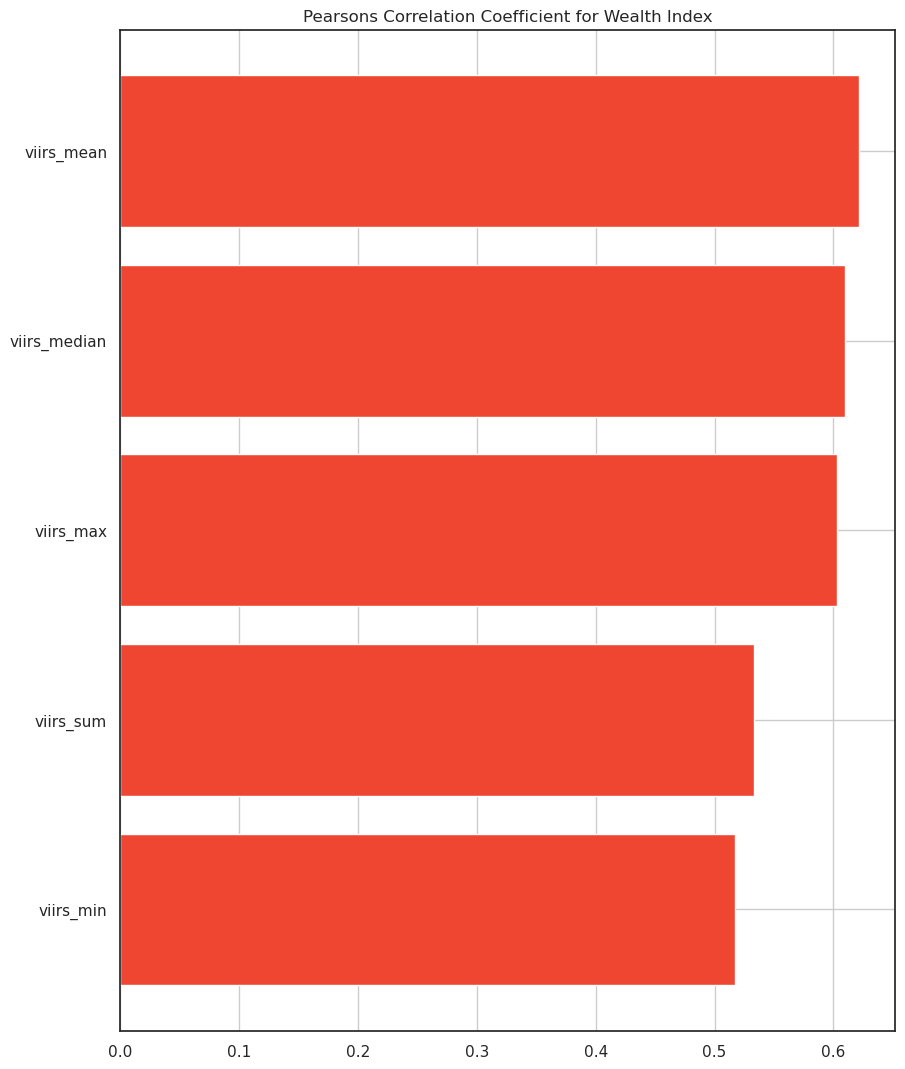 Pearsons Correlation Coefficient for Wealth Index
viirs_mean
viirs_median
viirs_max
viirs_sum
viirs_min
0.0 0.1 0.2 0.3 0.4 0.5 0.6